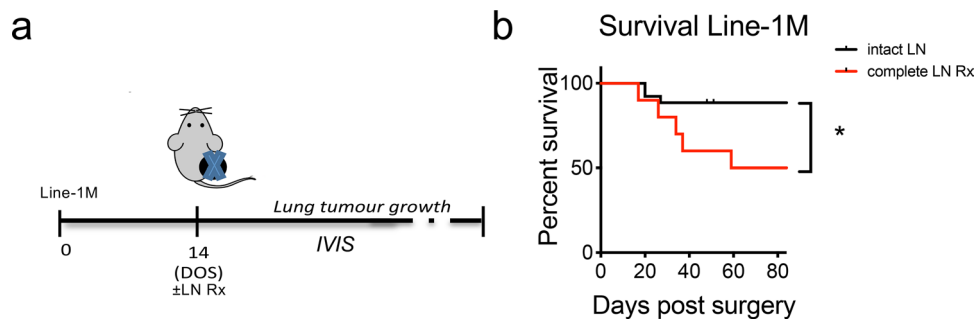 a
Line-1M
Lung tumour growth
0
14
IVIS
(DOS)
±LN Rx
b
Survival Line-1M
intact LN
complete LN Rx
Percent survival
100
50
0
*
0 20 40 60 80
Days post surgery